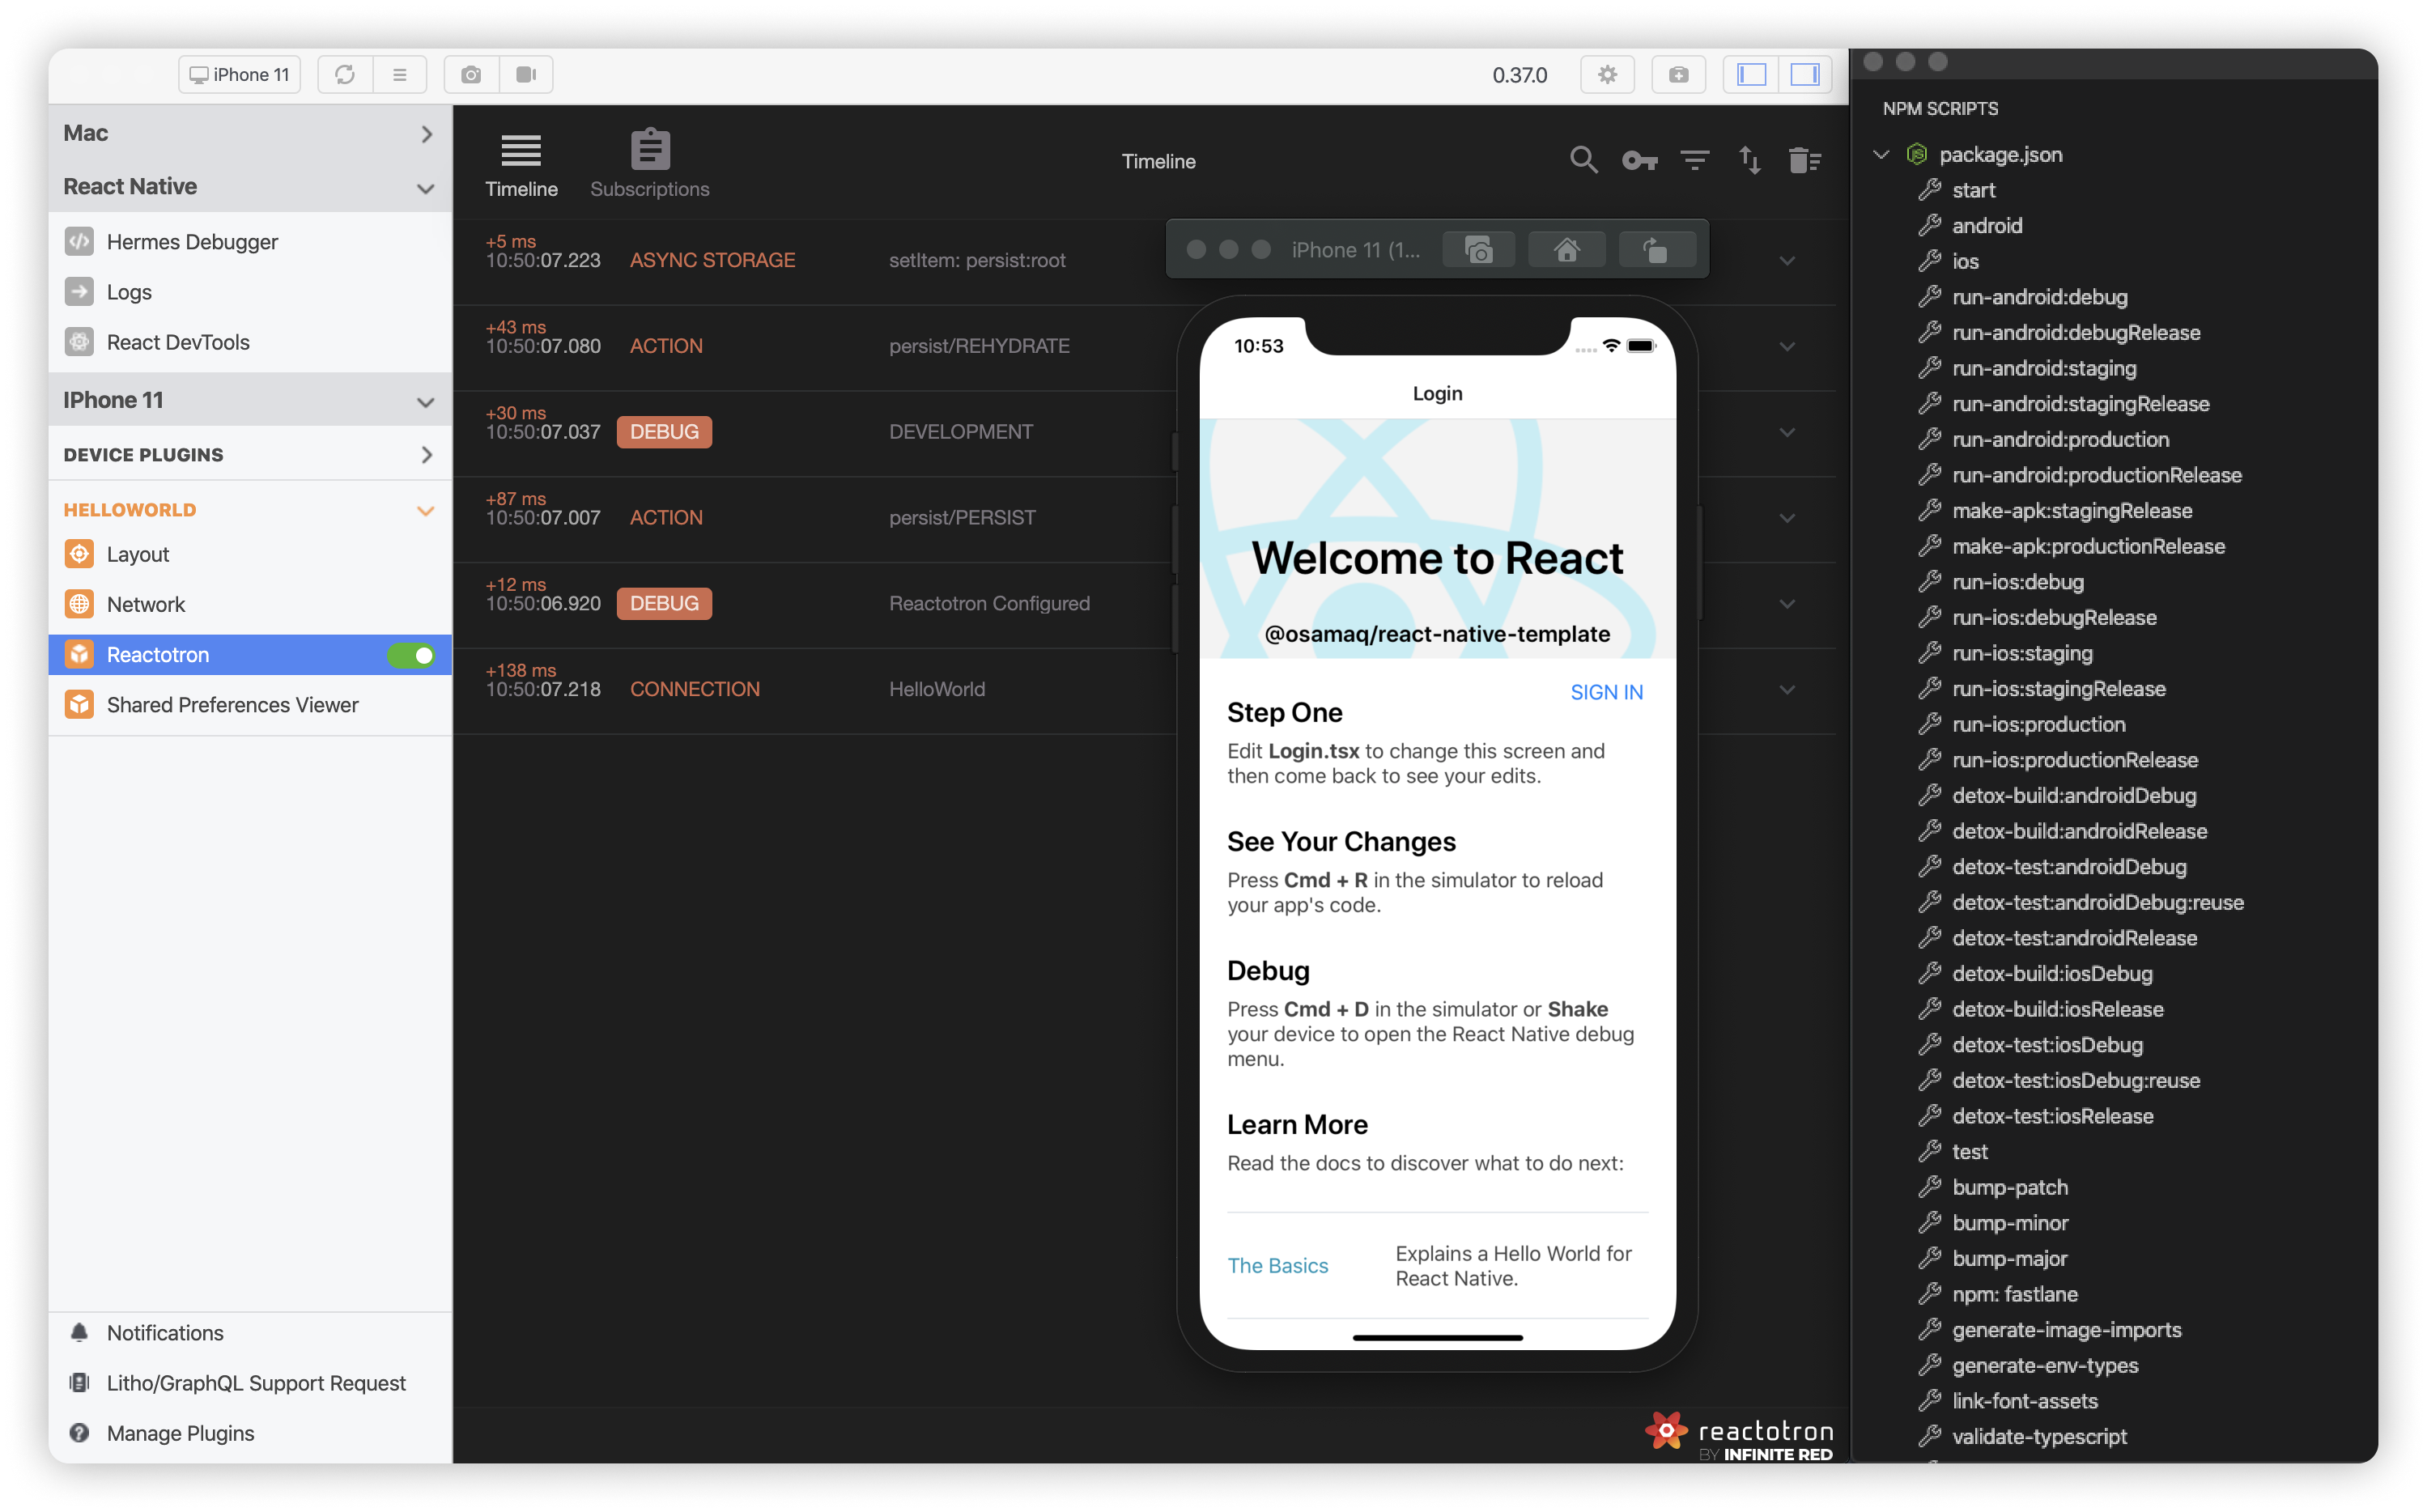 iPhone 11
0.37.0
Mac
React Native
Hermes Debugger
Logs
React DevTools
IPhone 11
DEVICE PLUGINS
HELLOWORLD
Layout
Network
Reactotron
Shared Preferences Viewer
Notifications
Litho/GraphQL Support Request
Manage Plugins
Timeline
Subscriptions
Timeline
+5 ms
10:50:07.223 ASYNC STORAGE setItem: persist:root
+43 ms
10:50:07.080 ACTION persist/REHYDRATE
+30 ms
10:50:07.037 DEBUG DEVELOPMENT
+87 ms
10:50:07.007 ACTION persist/PERSIST
+12 ms
10:50:06.920 DEBUG Reactotron Configured
+138 ms
10:50:07.218 CONNECTION HelloWorld
iPhone 11 (1...
10:53
Login
Welcome to React
@osamaq/react-native-template
SIGN IN
Step One
Edit Login.tsx to change this screen and
then come back to see your edits.
See Your Changes
Press Cmd + R in the simulator to reload
your app's code.
Debug
Press Cmd + D in the simulator or Shake
your device to open the React Native debug
menu.
Learn More
Read the docs to discover what to do next:
The Basics
Explains a Hello World for
React Native.
reactotron
BY INFINITE RED
NPM SCRIPTS
package.json
start
android
ios
run-android:debug
run-android:debugRelease
run-android:staging
run-android:stagingRelease
run-android:production
run-android:productionRelease
make-apk:stagingRelease
make-apk:productionRelease
run-ios:debug
run-ios:debugRelease
run-ios:staging
run-ios:stagingRelease
run-ios:production
run-ios:productionRelease
detox-build:androidDebug
detox-build:androidRelease
detox-test:androidDebug
detox-test:androidDebug:reuse
detox-test:androidRelease
detox-build:iosDebug
detox-build:iosRelease
detox-test:iosDebug
detox-test:iosDebug:reuse
detox-test:iosRelease
test
bump-patch
bump-minor
bump-major
npm: fastlane
generate-image-imports
generate-env-types
link-font-assets
validate-typescript